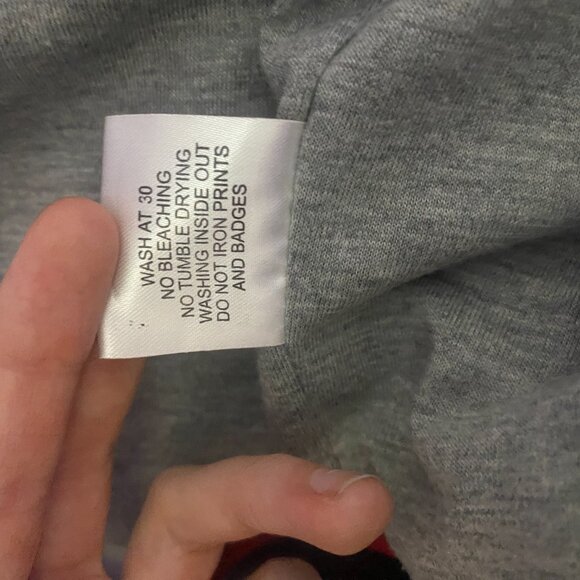 WASH AT 30
NO BLEACHING
NO TUMBLE DRYING
WASHING INSIDE OUT
DO NOT IRON PRINTS
AND BADGES